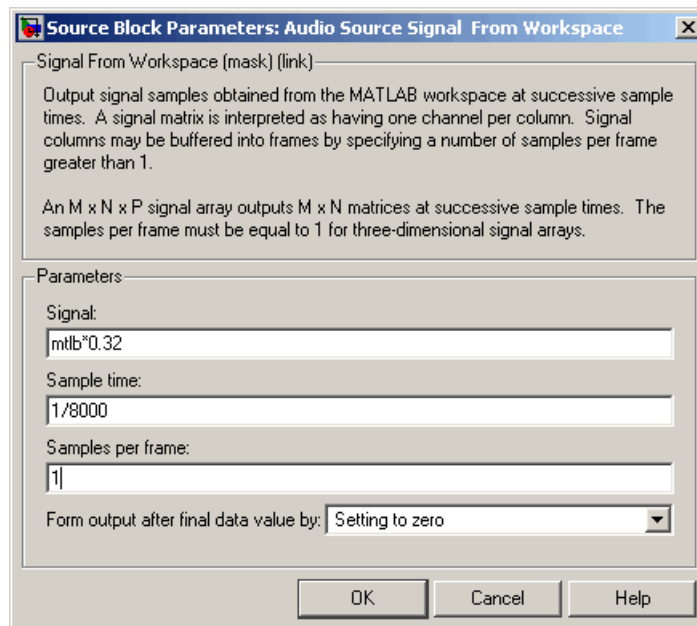 Source Block Parameters: Audio Source Signal From Workspace
Signal From Workspace (mask) (link)
Output signal samples obtained from the MATLAB workspace at successive sample
times. A signal matrix is interpreted as having one channel per column. Signal
columns may be buffered into frames by specifying a number of samples per frame
greater than 1.
An M x N x P signal array outputs M x N matrices at successive sample times. The
samples per frame must be equal to 1 for three-dimensional signal arrays.
Parameters
Signal:
mtlb*0.32
Sample time:
1/8000
Samples per frame:
1
Form output after final data value by: Setting to zero
OK Cancel Help